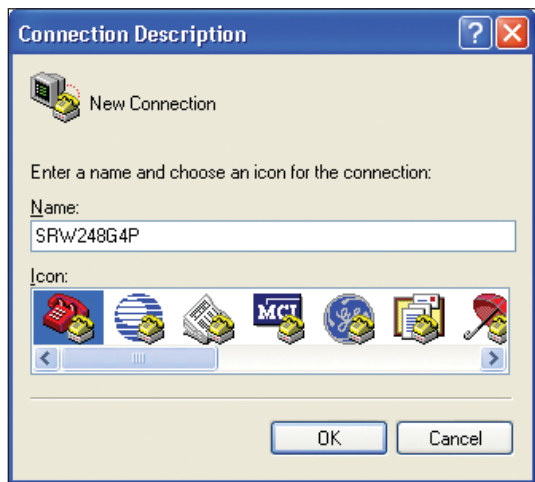 Connection Description
New Connection
Enter a name and choose an icon for the connection:
Name:
SRW248G4P
Icon:
MCI
OK
Cancel